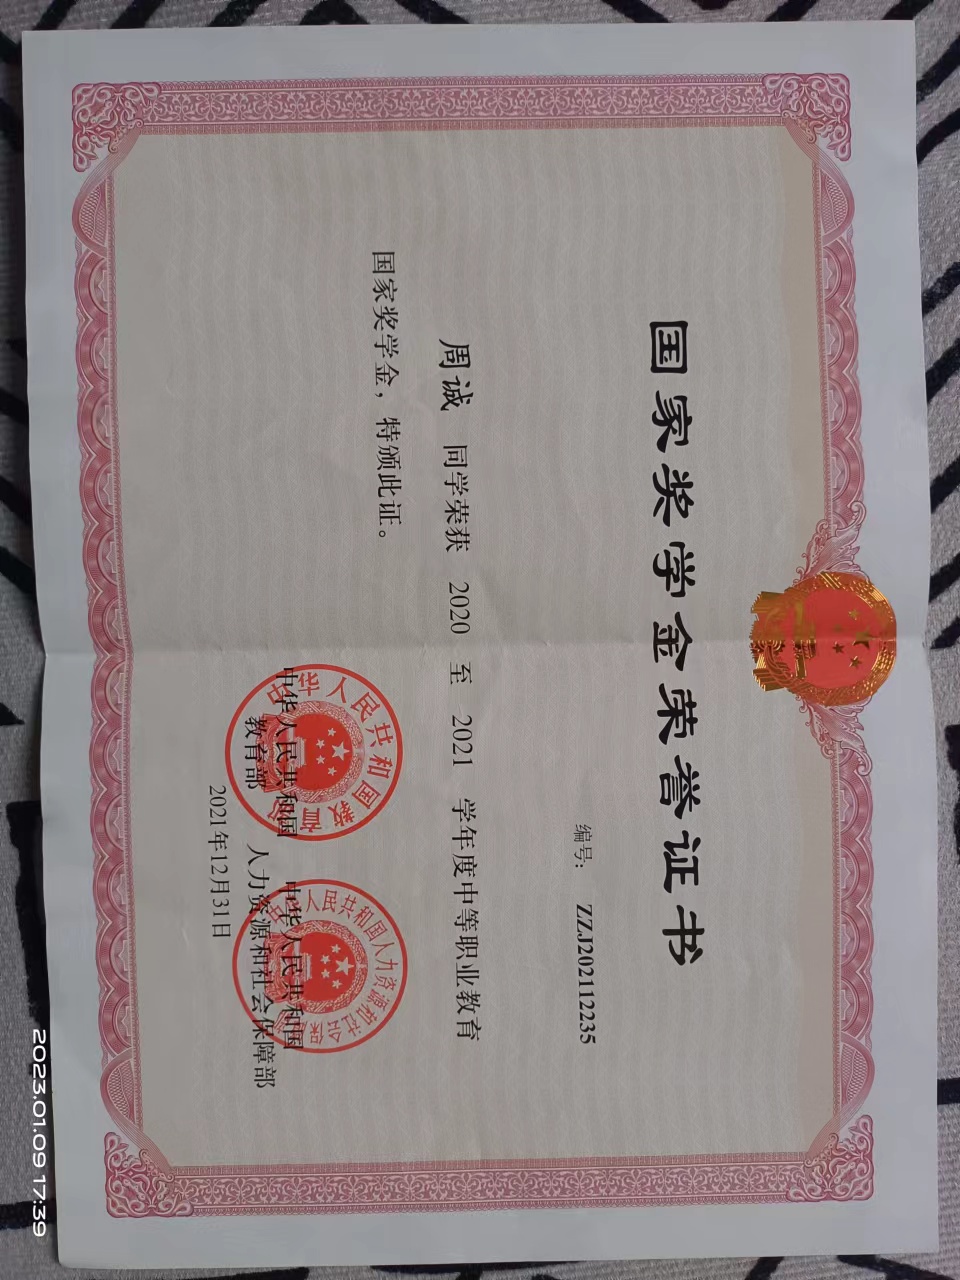 国家奖学金荣誉证书
编号： ZZJ202112235
周诚 同学荣获 2020 至 2021 学年度中等职业教育
国家奖学金，特颁此证。
中华人民共和国 中华人民共和国
教育部 人力资源和社会保障部
2021年12月31日
中华人民共和国教育部
中华人民共和国人力资源和社会保障部
2023.01.09 17:39